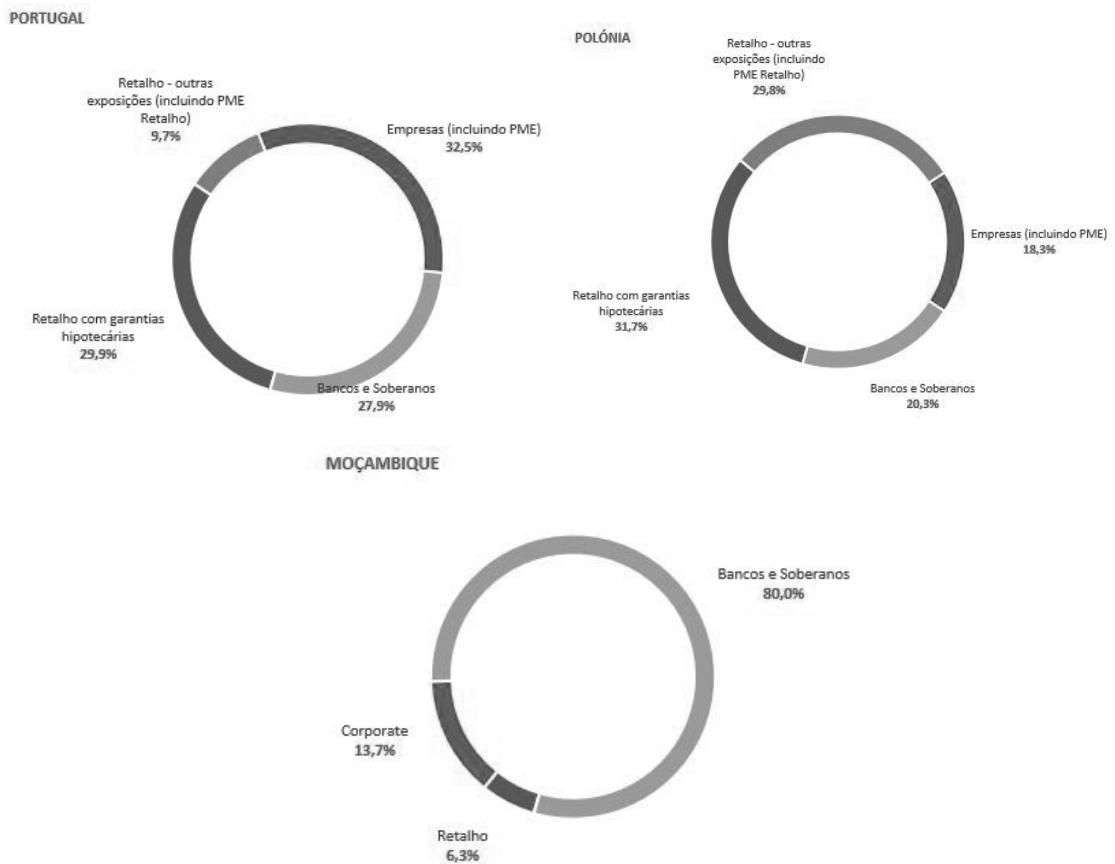 PORTUGAL
Retalho - outras
exposições (incluindo PME
Retalho)
9,7%
Empresas (incluindo PME)
32,5%
Retalho com garantias
hipotecárias
29,9%
Bancos e Soberanos
27,9%
POLÓNIA
Retalho - outras
exposições (incluindo
PME Retalho)
29,8%
Empresas (incluindo PME)
18,3%
Retalho com garantias
hipotecárias
31,7%
Bancos e Soberanos
20,3%
MOÇAMBIQUE
Bancos e Soberanos
80,0%
Corporate
13,7%
Retalho
6,3%